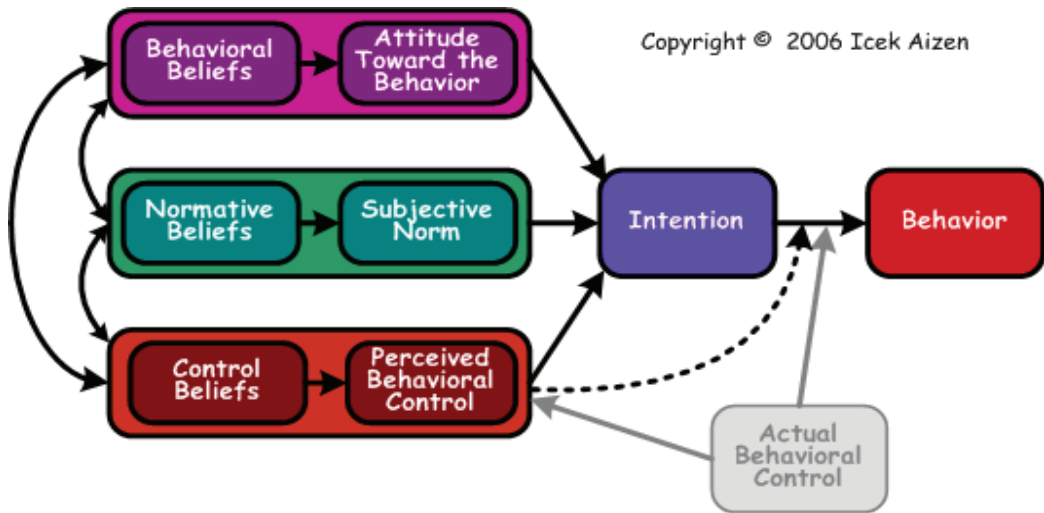 Behavioral
Beliefs
Attitude
Toward the
Behavior
Copyright © 2006 Icek Aizen
Normative
Beliefs
Subjective
Norm
Intention
Behavior
Control
Beliefs
Perceived
Behavioral
Control
Actual
Behavioral
Control